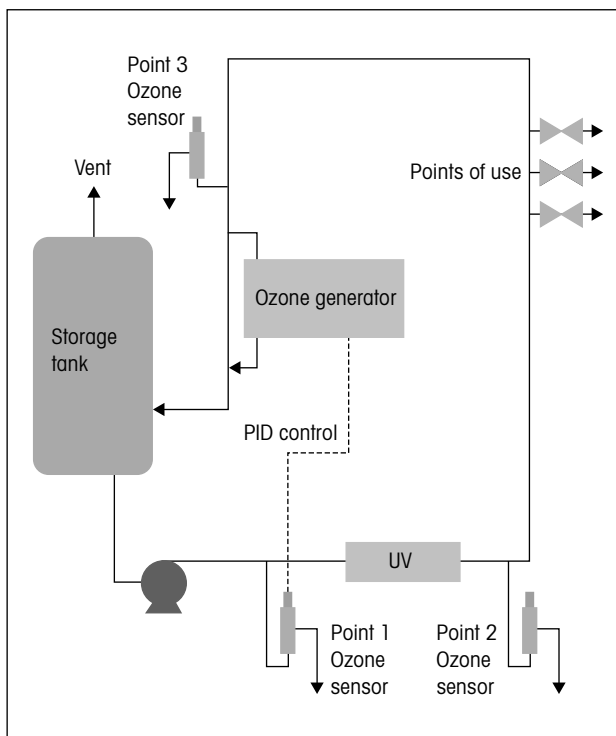 Point 3
Ozone
sensor
Vent
Points of use
Ozone generator
Storage
tank
PID control
UV
Point 1
Ozone
sensor
Point 2
Ozone
sensor